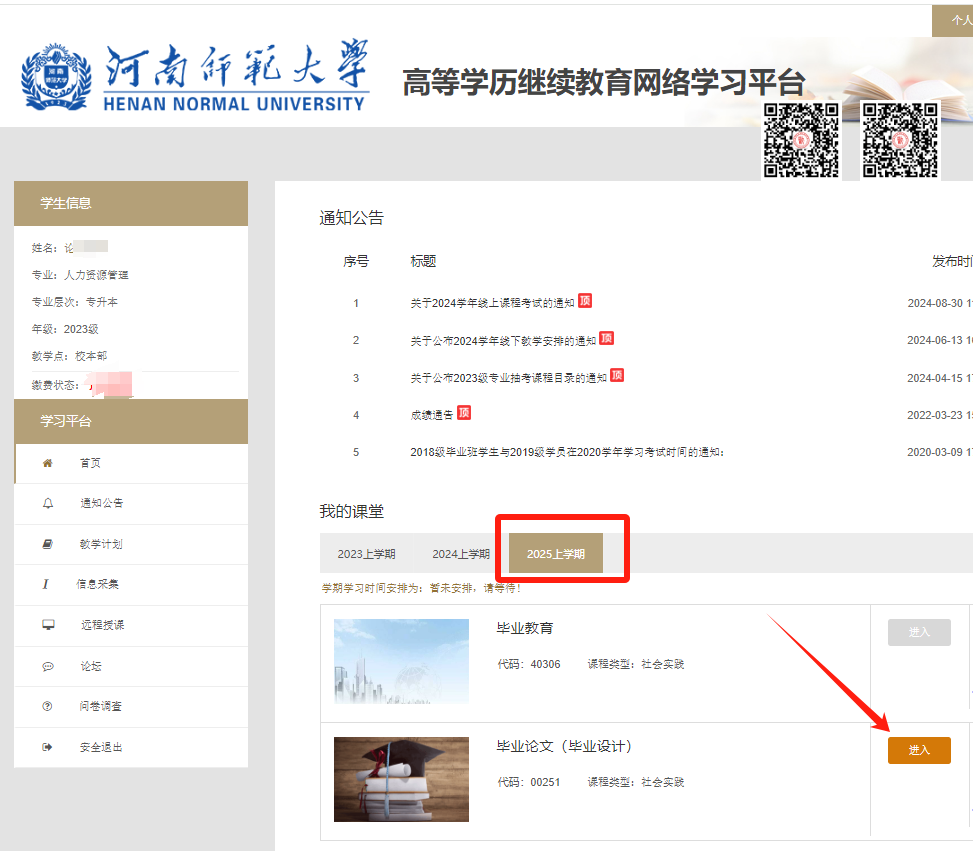 个人
河南师范大学
HENAN NORMAL UNIVERSITY
高等学历继续教育网络学习平台
学生信息
姓名：论
专业：人力资源管理
专业层次：专升本
年级：2023级
教学点：校本部
缴费状态：
学习平台
首页
通知公告
教学计划
信息采集
远程授课
论坛
问卷调查
安全退出
通知公告
序号 标题 发布时间
1 关于2024学年线上课程考试的通知 顶 2024-08-30 1
2 关于公布2024学年线下教学安排的通知 顶 2024-06-13 1
3 关于公布2023级专业抽考课程目录的通知 顶 2024-04-15 1
4 成绩通告 顶 2022-03-23 1
5 2018级毕业班学生与2019级学员在2020学年学习考试时间的通知： 2020-03-09 1
我的课堂
2023上学期 2024上学期 2025上学期
学期学习时间安排为：暂未安排，请等待！
毕业教育
代码：40306 课程类型：社会实践
进入
毕业论文（毕业设计）
代码：00251 课程类型：社会实践
进入